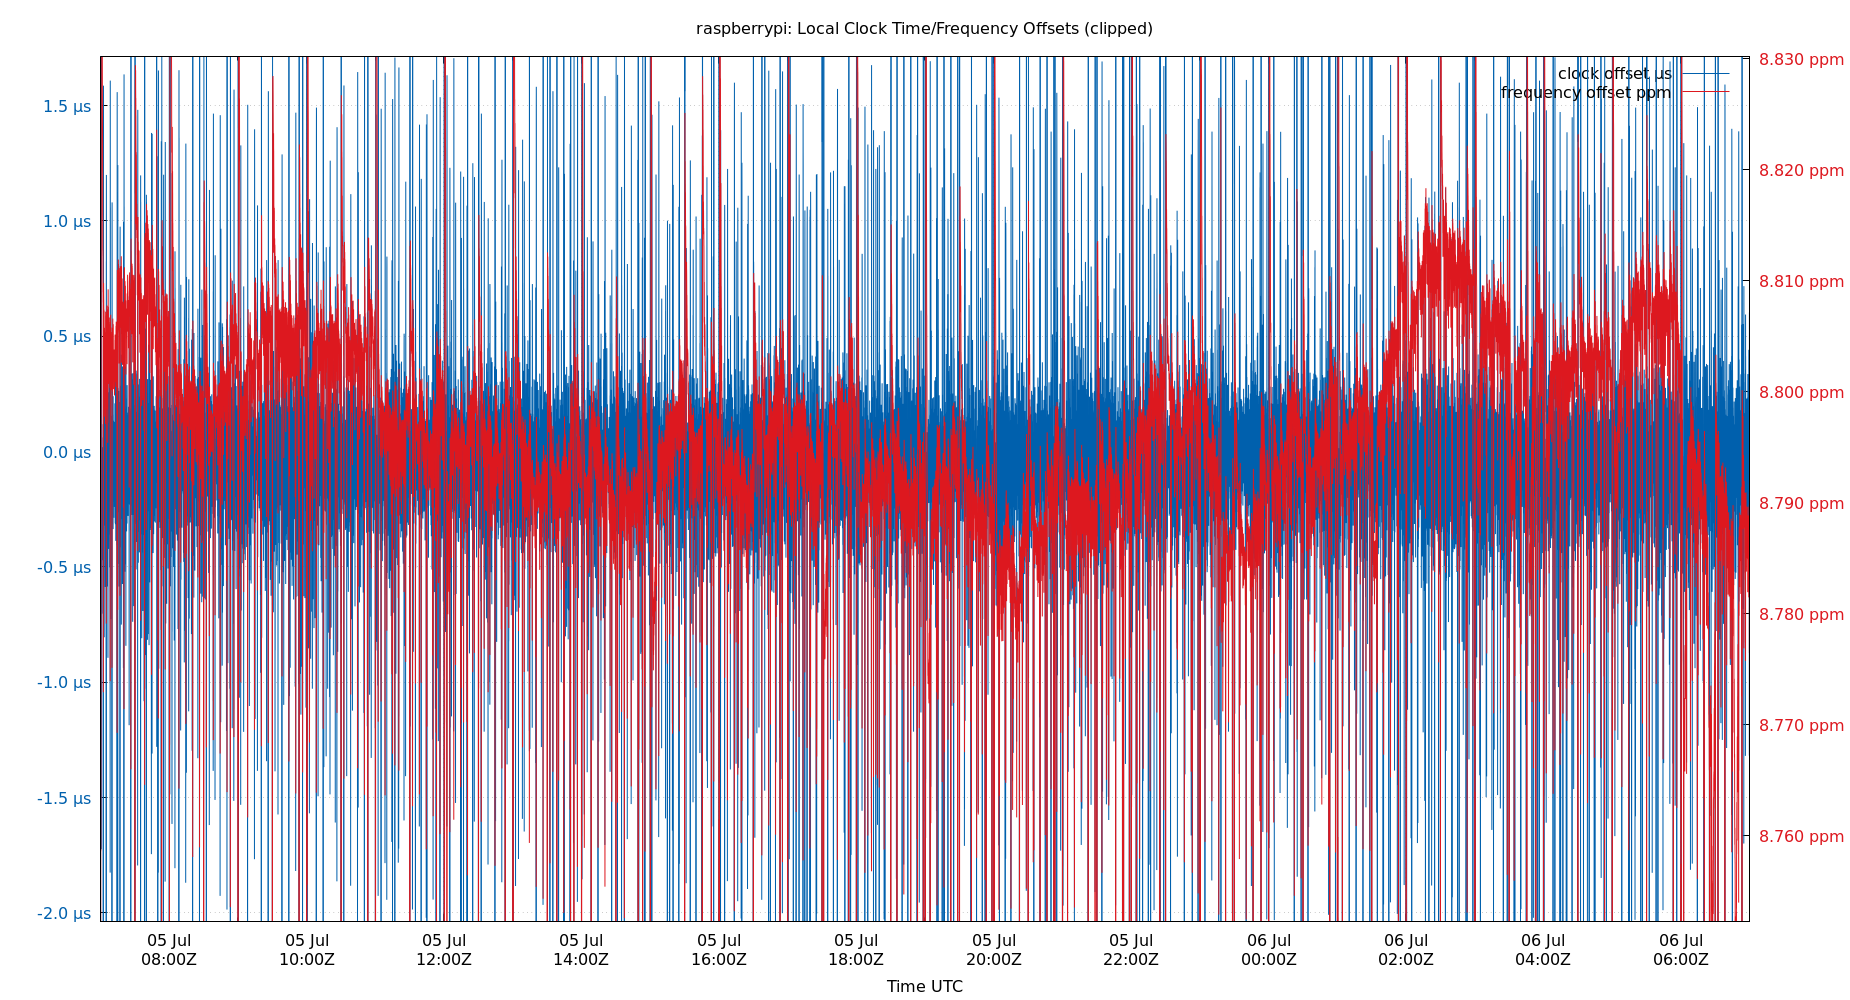 raspberrypi: Local Clock Time/Frequency Offsets (clipped)
clock offset µs
frequency offset ppm
1.5 µs
1.0 µs
0.5 µs
0.0 µs
-0.5 µs
-1.0 µs
-1.5 µs
-2.0 µs
8.830 ppm
8.820 ppm
8.810 ppm
8.800 ppm
8.790 ppm
8.780 ppm
8.770 ppm
8.760 ppm
05 Jul 05 Jul 05 Jul 05 Jul 05 Jul 05 Jul 05 Jul 05 Jul 06 Jul 06 Jul 06 Jul 06 Jul
08:00Z 10:00Z 12:00Z 14:00Z 16:00Z 18:00Z 20:00Z 22:00Z 00:00Z 02:00Z 04:00Z 06:00Z
Time UTC